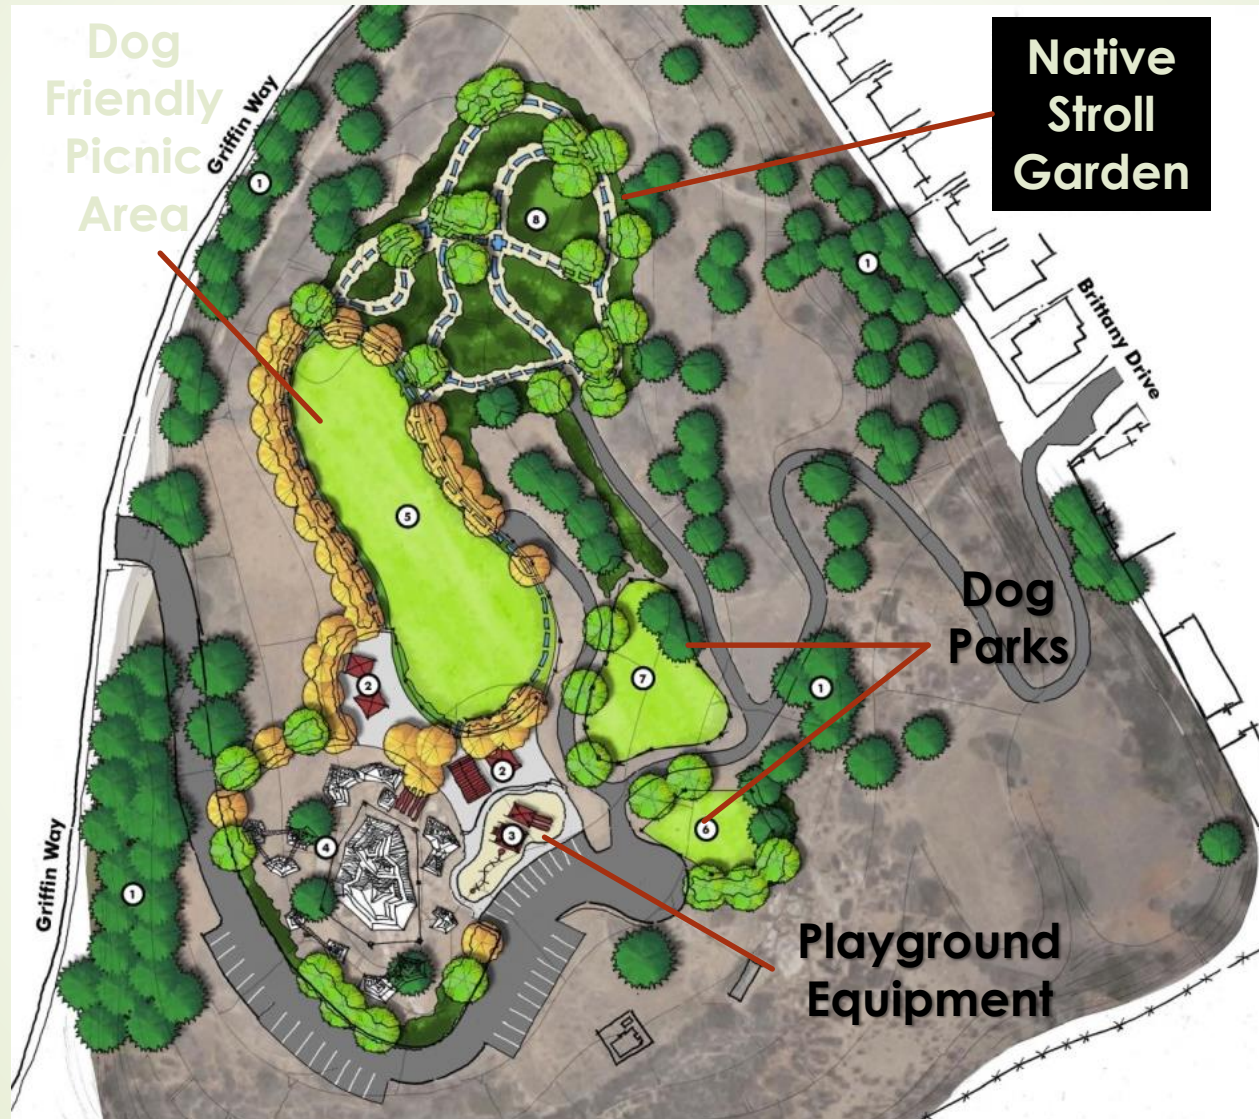 Dog
Friendly
Picnic
Area
Native
Stroll
Garden
Griffin Way
1
8
1
Brittany Drive
5
Dog
Parks
2
7
1
2
3
6
4
Griffin Way
1
Playground
Equipment